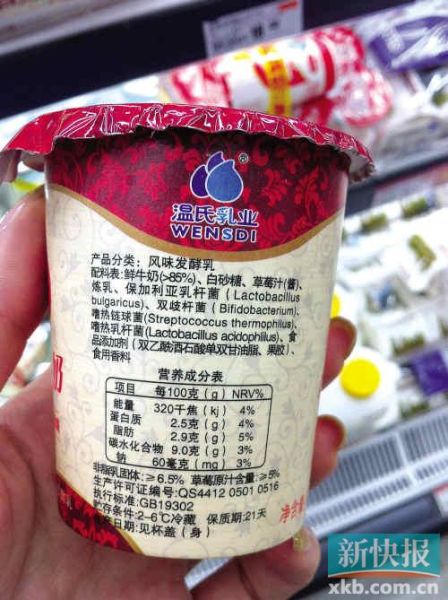 温氏乳业
WENSDI
产品分类: 风味发酵乳
配料表:鲜牛奶(>85%)、白砂糖、草莓汁(酱)、
炼乳、保加利亚乳杆菌(Lactobacillus
bulgaricus)、双歧杆菌(Bifidobacterium)、
嗜热链球菌(Streptococcus thermophilus)、
嗜热乳杆菌(Lactobacillus acidophilus)、食
品添加剂(双乙酰酒石酸单双甘油脂、果胶)、
食用香料
营养成分表
项目 每100克(g) NRV%
能量 320千焦(kj) 4%
蛋白质 2.5克(g) 4%
脂肪 2.9克(g) 5%
碳水化合物 9.0克(g) 3%
钠 60毫克(mg) 3%
非脂乳固体:≥6.5% 草莓原汁含量:≥5%
生产许可证编号:QS4412 0501 0516
执行标准:GB19302
贮存条件:2-6℃冷藏 保质期:21天
生产日期:见杯盖(身)
奶
净含量
新快报
xkb.com.cn